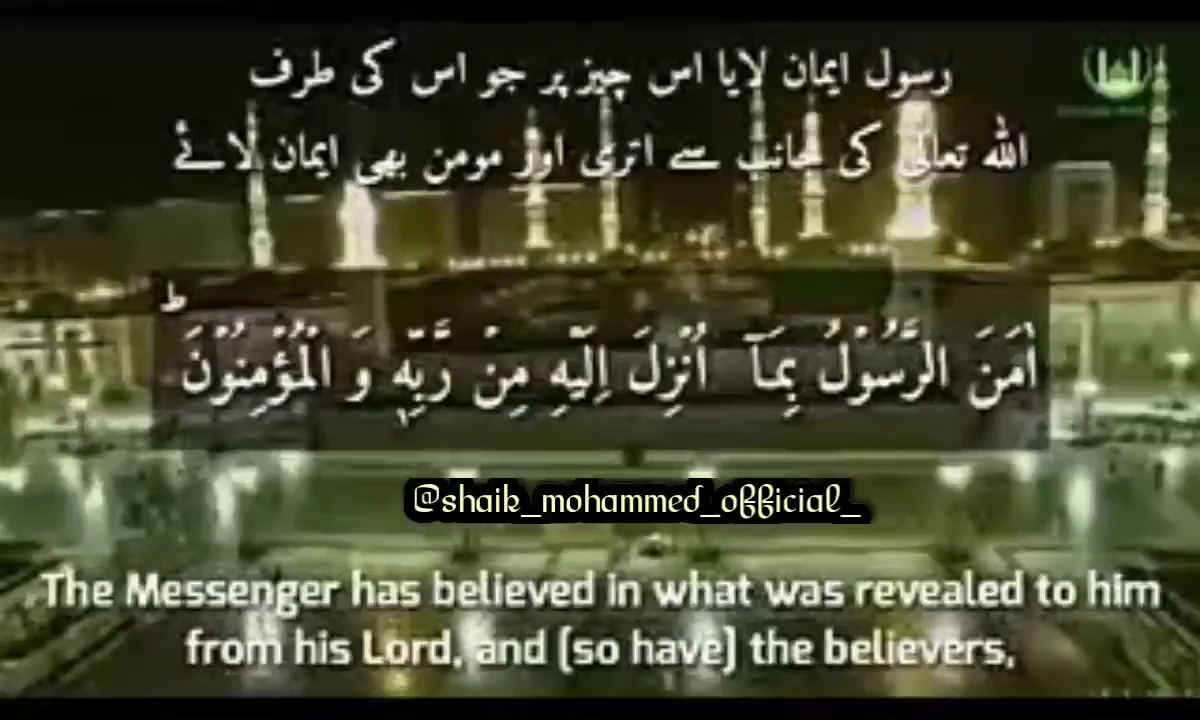 رسول ایمان لایا اس چیز پر جو اس کی طرف
اللہ تعالیٰ کی جانب سے اتری اور مومن بھی ایمان لائے
اٰمَنَ الرَّسُوْلُ بِمَاۤ اُنْزِلَ اِلَیْهِ مِنْ رَّبِّهٖ وَ الْمُؤْمِنُوْنَؕ
@shaik_mohammed_official_
The Messenger has believed in what was revealed to him
from his Lord, and (so have) the believers,